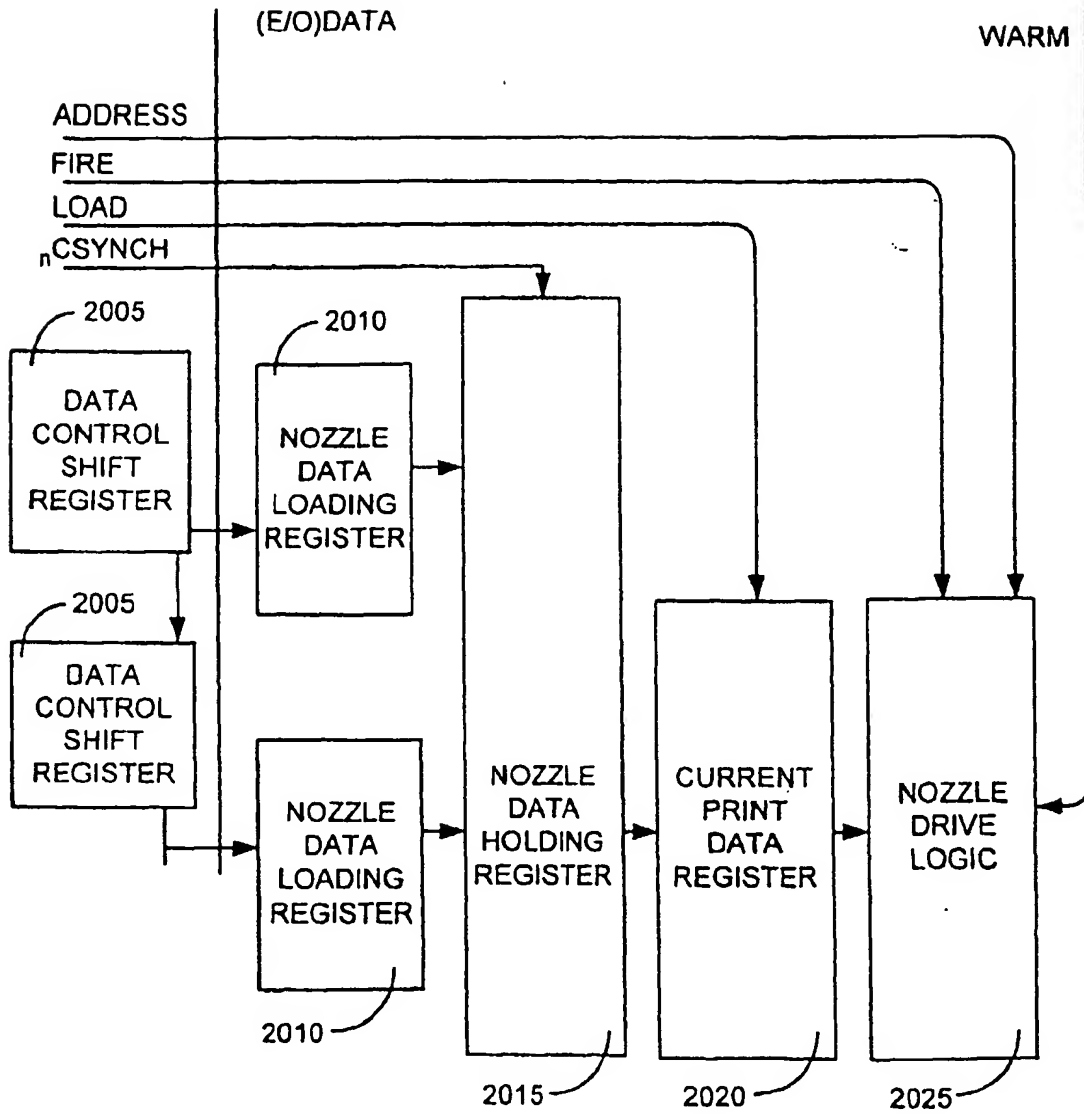 (E/O)DATA
WARM
ADDRESS
FIRE
LOAD
nCSYNCH
2005
DATA
CONTROL
SHIFT
REGISTER
2010
NOZZLE
DATA
LOADING
REGISTER
2005
DATA
CONTROL
SHIFT
REGISTER
NOZZLE
DATA
LOADING
REGISTER
2010
NOZZLE
DATA
HOLDING
REGISTER
2015
CURRENT
PRINT
DATA
REGISTER
2020
NOZZLE
DRIVE
LOGIC
2025